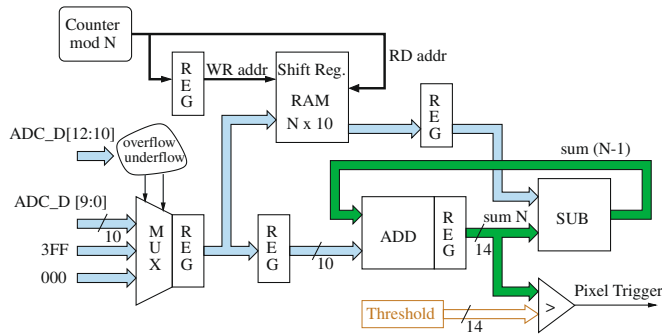 Counter
mod N
REG
WR addr
Shift Reg.
RAM
N x 10
RD addr
REG
ADC_D[12:10]
overflow
underflow
sum (N-1)
ADC_D [9:0]
10
3FF
000
MUX
REG
REG
10
ADD
REG
sum N
14
SUB
Threshold
14
>
Pixel Trigger